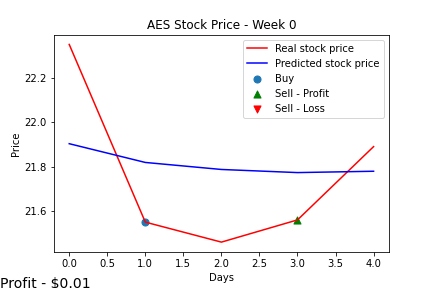 AES Stock Price - Week 0
Real stock price
Predicted stock price
Buy
Sell - Profit
Sell - Loss
Price
22.2
22.0
21.8
21.6
0.0 0.5 1.0 1.5 2.0 2.5 3.0 3.5 4.0
Days
Profit - $0.01